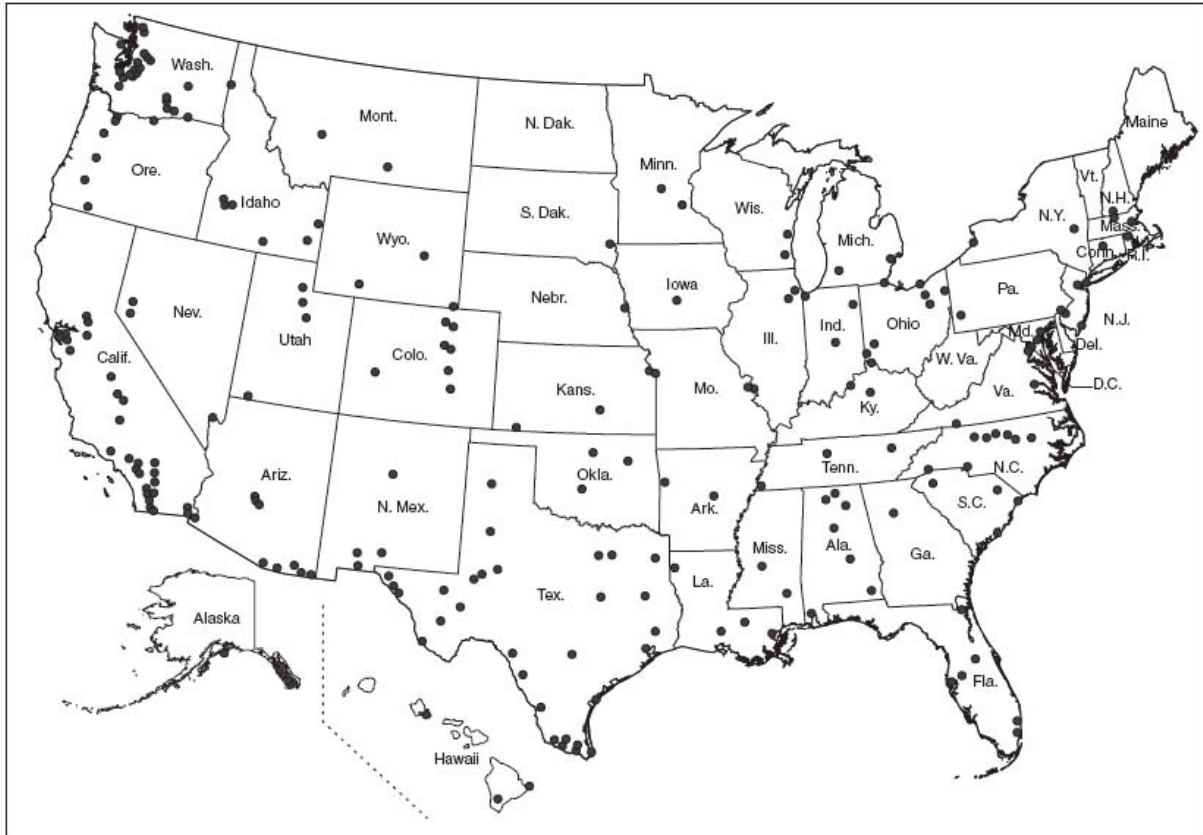 Wash.
Mont.
N. Dak.
Minn.
Maine
Ore.
Idaho
Wyo.
S. Dak.
Wis.
Mich.
N.Y.
Vt.
N.H.
Mass.
Conn.
R.I.
Nev.
Utah
Colo.
Nebr.
Iowa
Ill.
Ind.
Ohio
Pa.
N.J.
Calif.
Kans.
Mo.
Ky.
W. Va.
Va.
Md.
Del.
D.C.
Ariz.
N. Mex.
Okla.
Ark.
Tenn.
N.C.
S.C.
Tex.
La.
Miss.
Ala.
Ga.
Fla.
Alaska
Hawaii